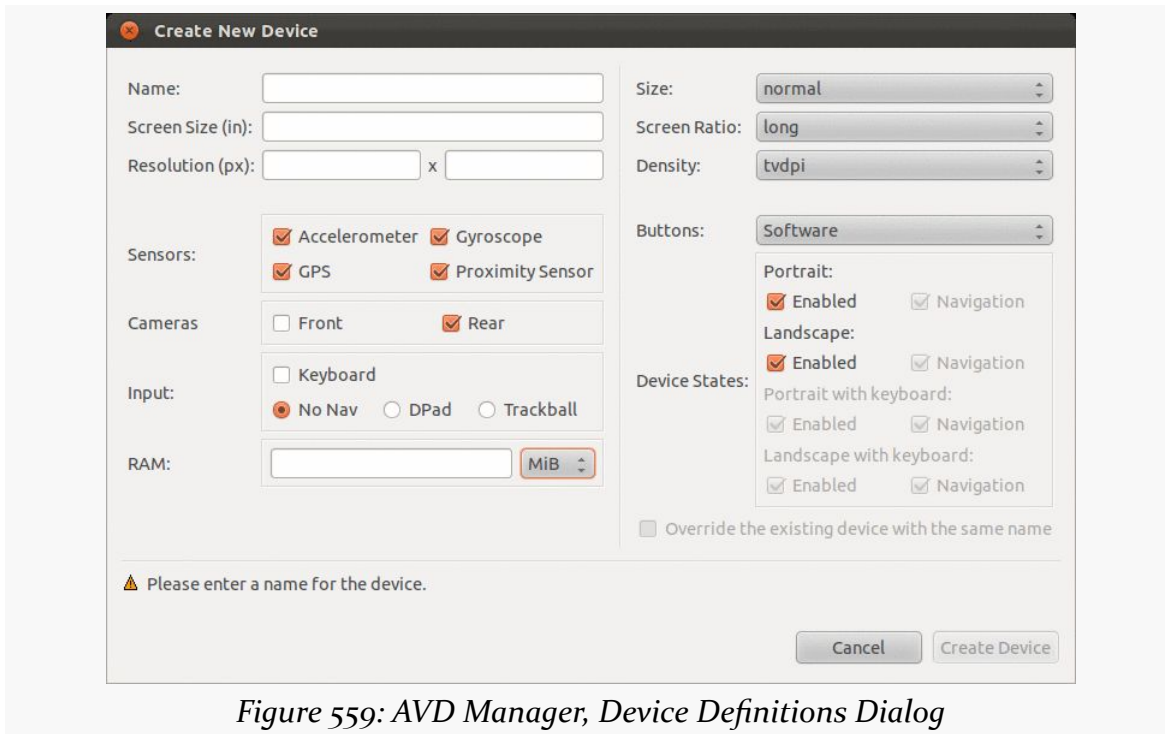 Create New Device
Name:
Screen Size (in):
Resolution (px): x
Sensors:
Accelerometer Gyroscope
GPS Proximity Sensor
Cameras
Front Rear
Input:
Keyboard
No Nav DPad Trackball
RAM:
MiB
Size: normal
Screen Ratio: long
Density: tvdpi
Buttons: Software
Device States:
Portrait:
Enabled Navigation
Landscape:
Enabled Navigation
Portrait with keyboard:
Enabled Navigation
Landscape with keyboard:
Enabled Navigation
Override the existing device with the same name
Please enter a name for the device.
Cancel Create Device
Figure 559: AVD Manager, Device Definitions Dialog